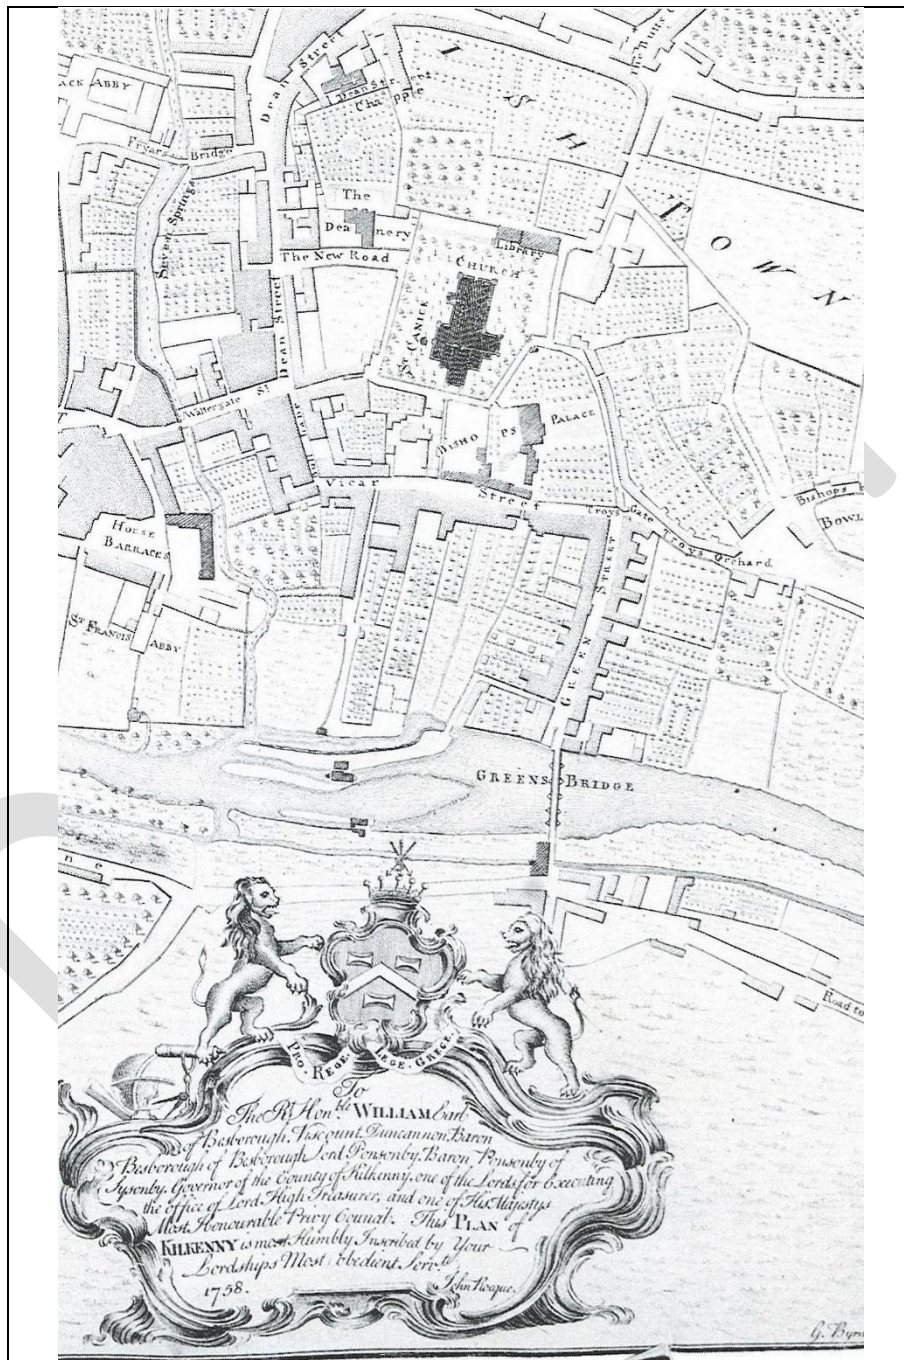 Dean Street
I S H T O W N
ACK ABBY
Dean Street
Chapple
Fryars Bridge
Seven Springs
The
Deanery
Library
The New Road
CHURCH
ST CANICE
Dean Street
Watergate St
BISHOPS PALACE
Vicar Street
Troys Gate
Troys Orchard
Bishops
BOWL
HOUSE
BARRACKS
GREEN STREET
ST FRANCIS ABBY
GREENS BRIDGE
n e
Road to
PRO. REGE. LEGE. GREGE
To
The Rt. Honble WILLIAM Earl
of Besborough, Viscount Duncannon, Baron
Besborough of Besborough Lord Ponsonby, Baron Ponsonby of
Sysonby, Governor of the County of Kilkenny, one of the Lords for Executing
the office of Lord High Treasurer, and one of His Majestys
Most Honourable Privy Council. This PLAN of
KILKENNY is most Humbly Inscribed by Your
Lordships Most Obedient Servt.
1758. John Rocque.